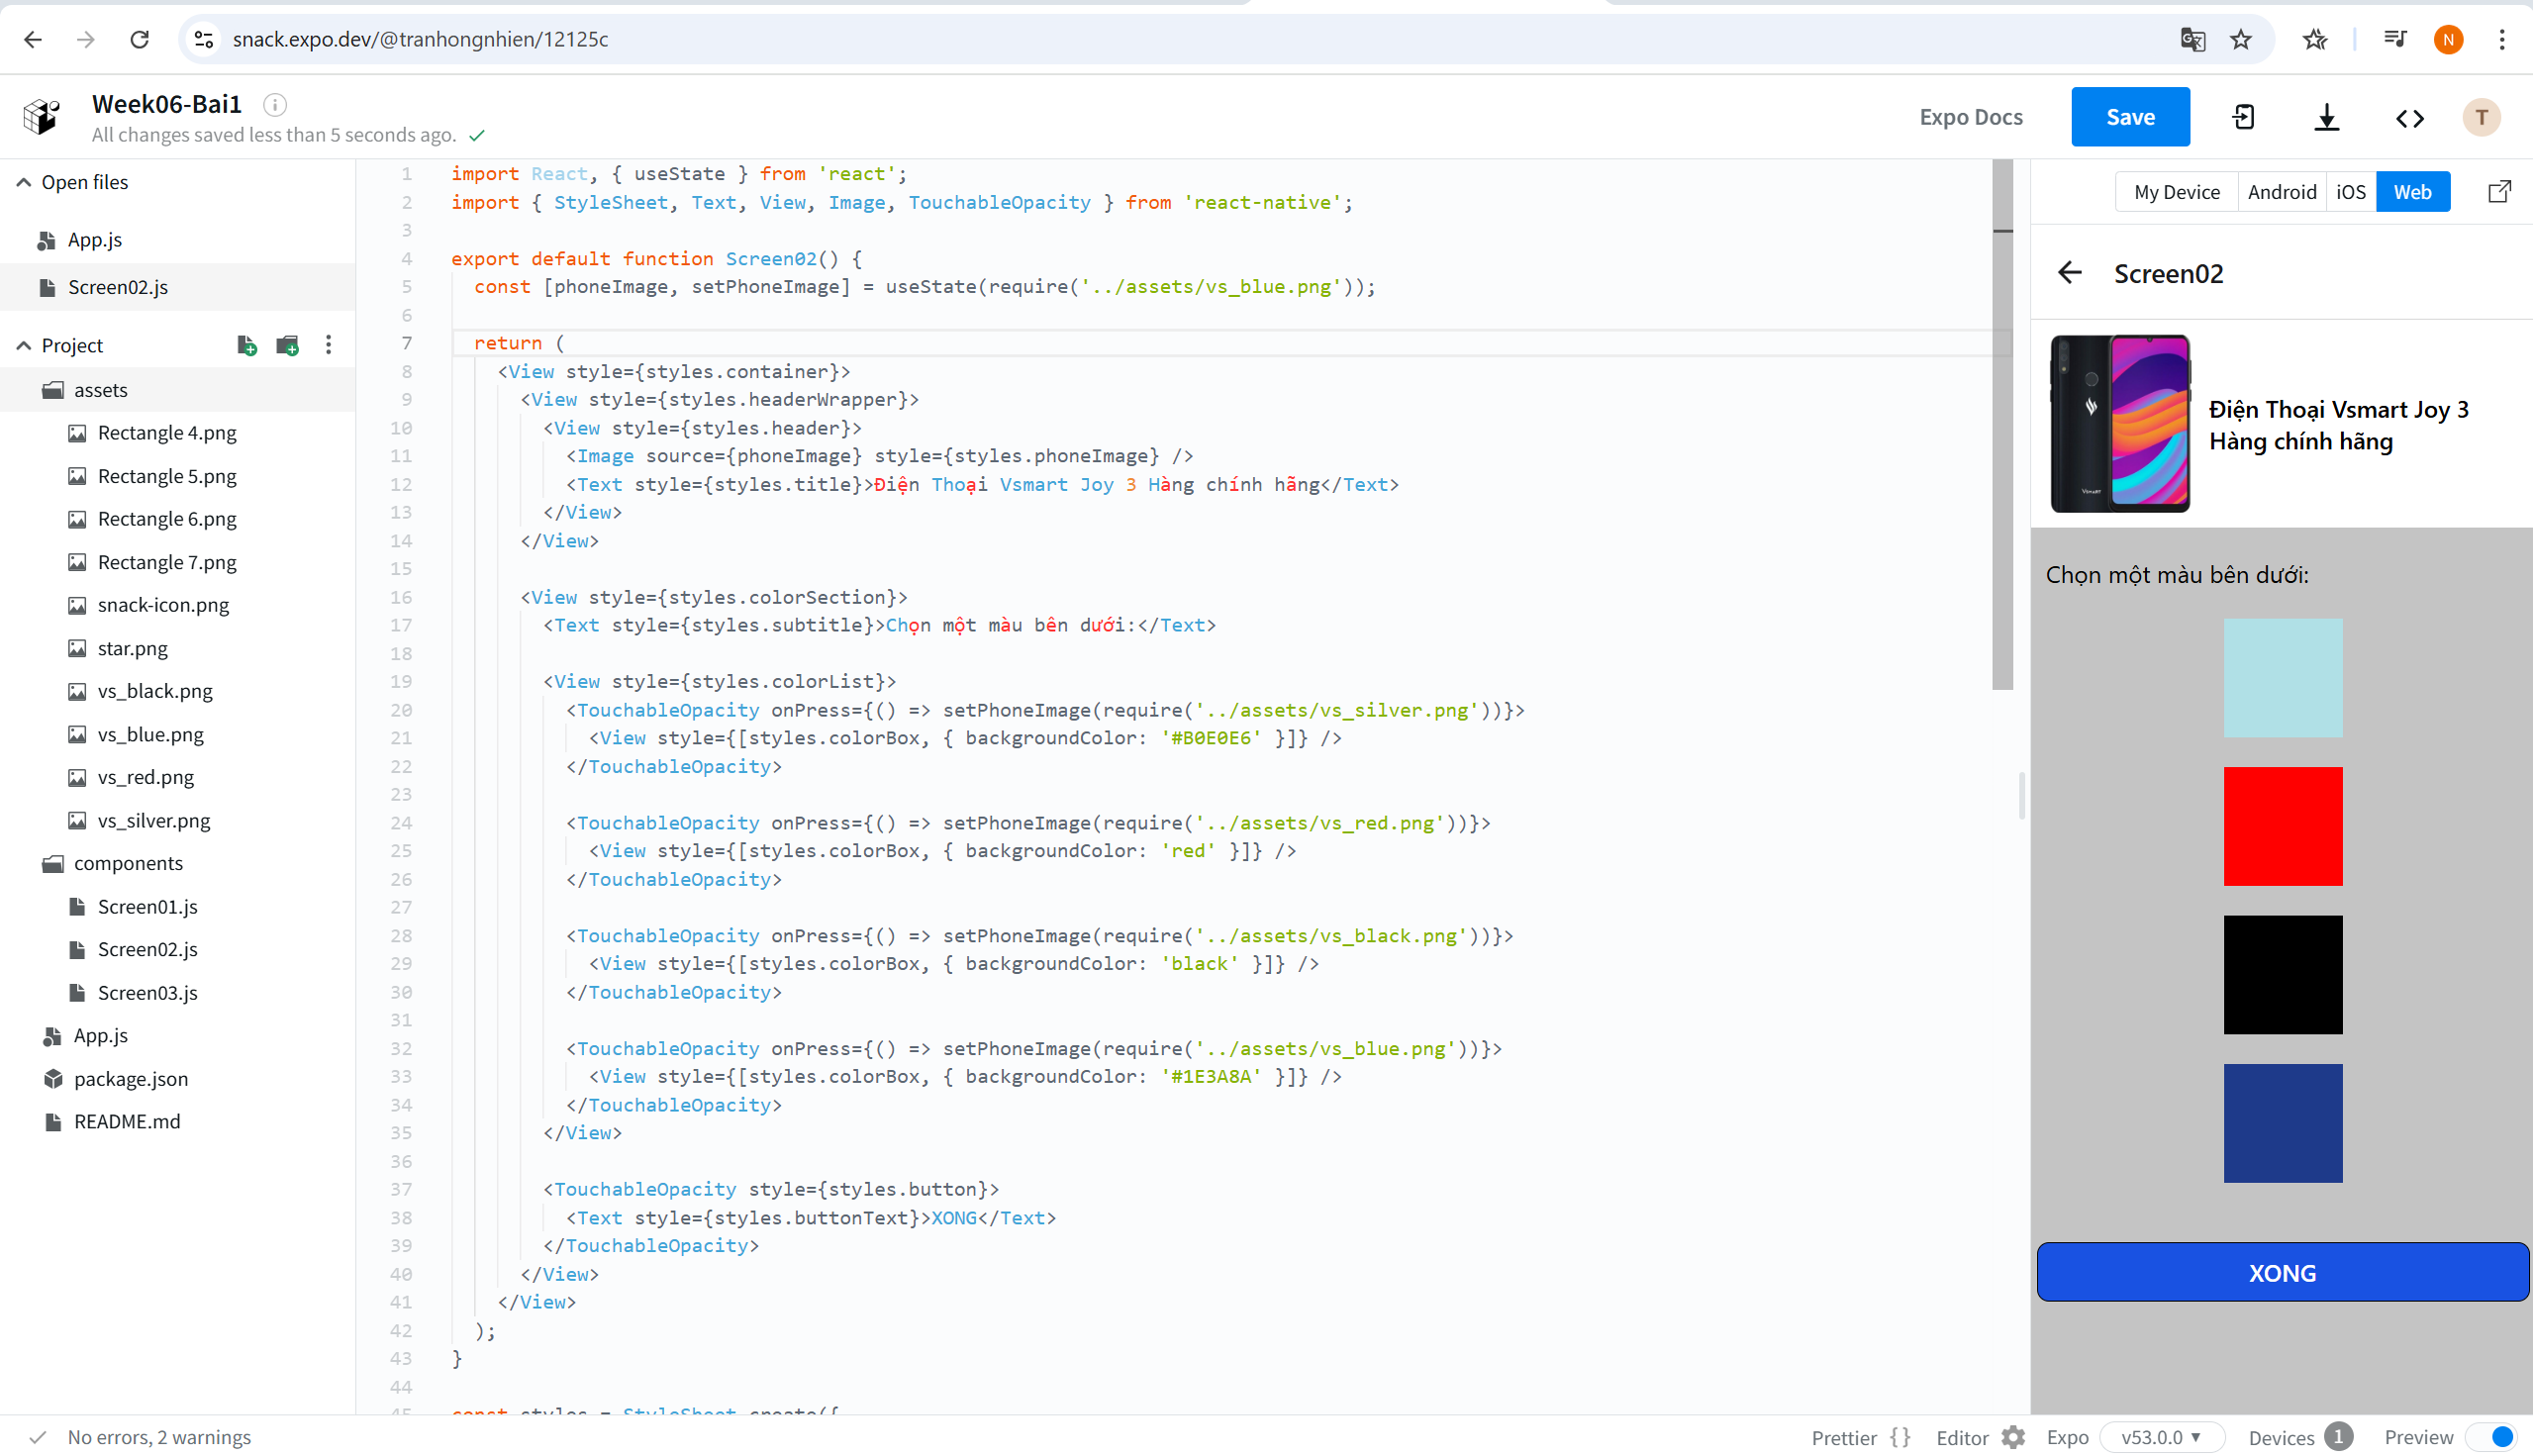 snack.expo.dev/@tranhongnhien/12125c
N
Week06-Bai1
All changes saved less than 5 seconds ago.
Expo Docs
Save
T
Open files
App.js
Screen02.js
Project
assets
Rectangle 4.png
Rectangle 5.png
Rectangle 6.png
Rectangle 7.png
snack-icon.png
star.png
vs_black.png
vs_blue.png
vs_red.png
vs_silver.png
components
Screen01.js
Screen02.js
Screen03.js
App.js
package.json
README.md
1 import React, { useState } from 'react';
2 import { StyleSheet, Text, View, Image, TouchableOpacity } from 'react-native';
3
4 export default function Screen02() {
5 const [phoneImage, setPhoneImage] = useState(require('../assets/vs_blue.png'));
6
7 return (
8 <View style={styles.container}>
9 <View style={styles.headerWrapper}>
10 <View style={styles.header}>
11 <Image source={phoneImage} style={styles.phoneImage} />
12 <Text style={styles.title}>Điện Thoại Vsmart Joy 3 Hàng chính hãng</Text>
13 </View>
14 </View>
15
16 <View style={styles.colorSection}>
17 <Text style={styles.subtitle}>Chọn một màu bên dưới:</Text>
18
19 <View style={styles.colorList}>
20 <TouchableOpacity onPress={() => setPhoneImage(require('../assets/vs_silver.png'))}>
21 <View style={[styles.colorBox, { backgroundColor: '#B0E0E6' }]} />
22 </TouchableOpacity>
23
24 <TouchableOpacity onPress={() => setPhoneImage(require('../assets/vs_red.png'))}>
25 <View style={[styles.colorBox, { backgroundColor: 'red' }]} />
26 </TouchableOpacity>
27
28 <TouchableOpacity onPress={() => setPhoneImage(require('../assets/vs_black.png'))}>
29 <View style={[styles.colorBox, { backgroundColor: 'black' }]} />
30 </TouchableOpacity>
31
32 <TouchableOpacity onPress={() => setPhoneImage(require('../assets/vs_blue.png'))}>
33 <View style={[styles.colorBox, { backgroundColor: '#1E3A8A' }]} />
34 </TouchableOpacity>
35 </View>
36
37 <TouchableOpacity style={styles.button}>
38 <Text style={styles.buttonText}>XONG</Text>
39 </TouchableOpacity>
40 </View>
41 </View>
42 );
43 }
44
45 const styles = StyleSheet.create({
My Device
Android
iOS
Web
Screen02
Vsmart
Điện Thoại Vsmart Joy 3
Hàng chính hãng
Chọn một màu bên dưới:
XONG
No errors, 2 warnings
Prettier {}
Editor
Expo
v53.0.0
Devices 1
Preview